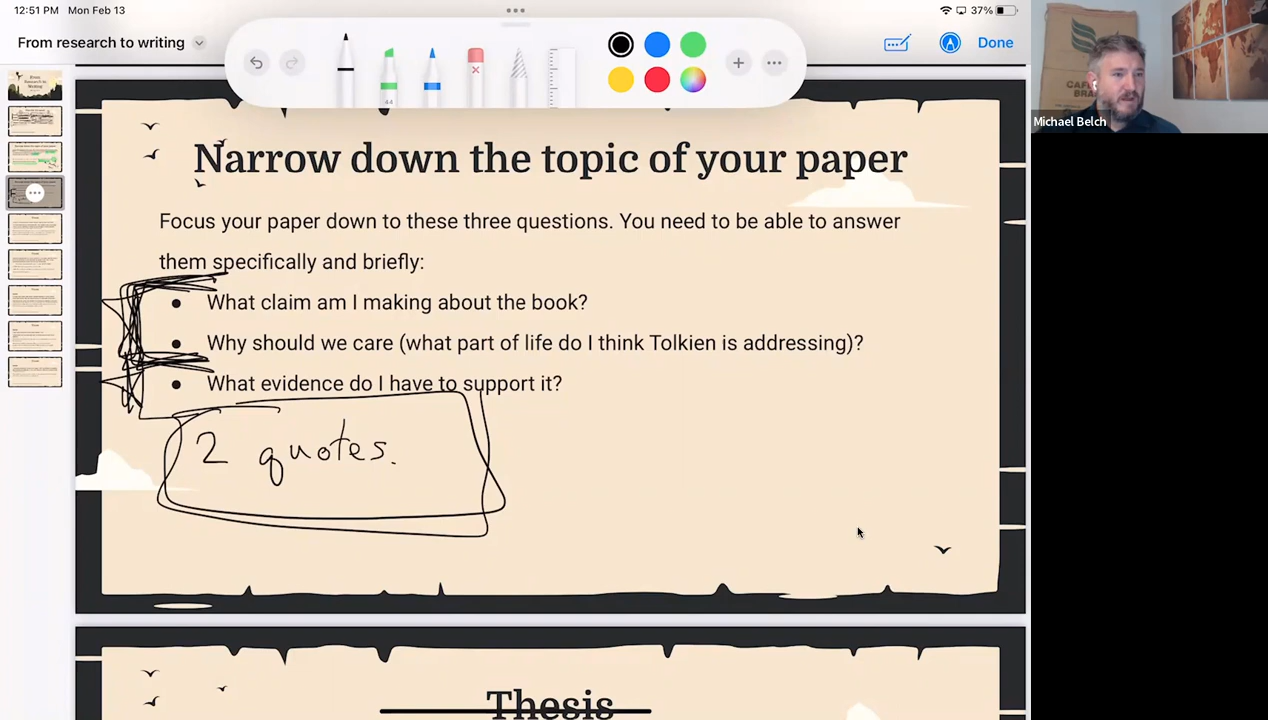 12:51 PM Mon Feb 13
37%
From research to writing
Done
44
Narrow down the topic of your paper
Focus your paper down to these three questions. You need to be able to answer
them specifically and briefly:
What claim am I making about the book?
Why should we care (what part of life do I think Tolkien is addressing)?
What evidence do I have to support it?
2 quotes.
Thesis
Michael Belch